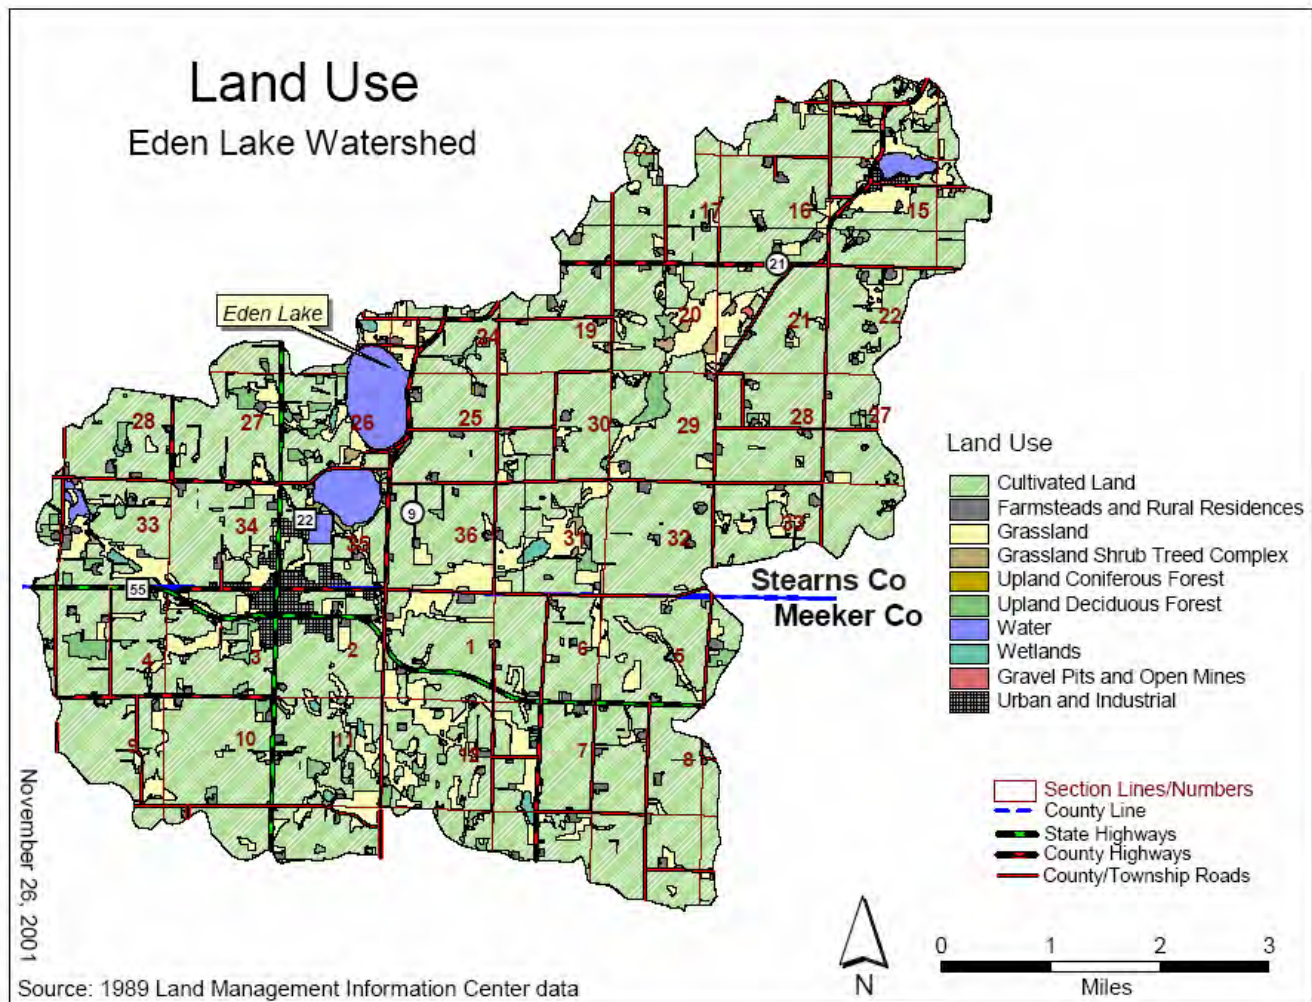 Land Use
Eden Lake Watershed
Eden Lake
17
16
15
21
24
19
20
21
22
28
27
26
25
30
29
28
27
33
34
22
35
9
36
31
32
33
55
Stearns Co
Meeker Co
4
3
2
1
6
5
9
10
11
12
7
8
Land Use
Cultivated Land
Farmsteads and Rural Residences
Grassland
Grassland Shrub Treed Complex
Upland Coniferous Forest
Upland Deciduous Forest
Water
Wetlands
Gravel Pits and Open Mines
Urban and Industrial
Section Lines/Numbers
County Line
State Highways
County Highways
County/Township Roads
November 26, 2001
Source: 1989 Land Management Information Center data
N
0 1 2 3
Miles